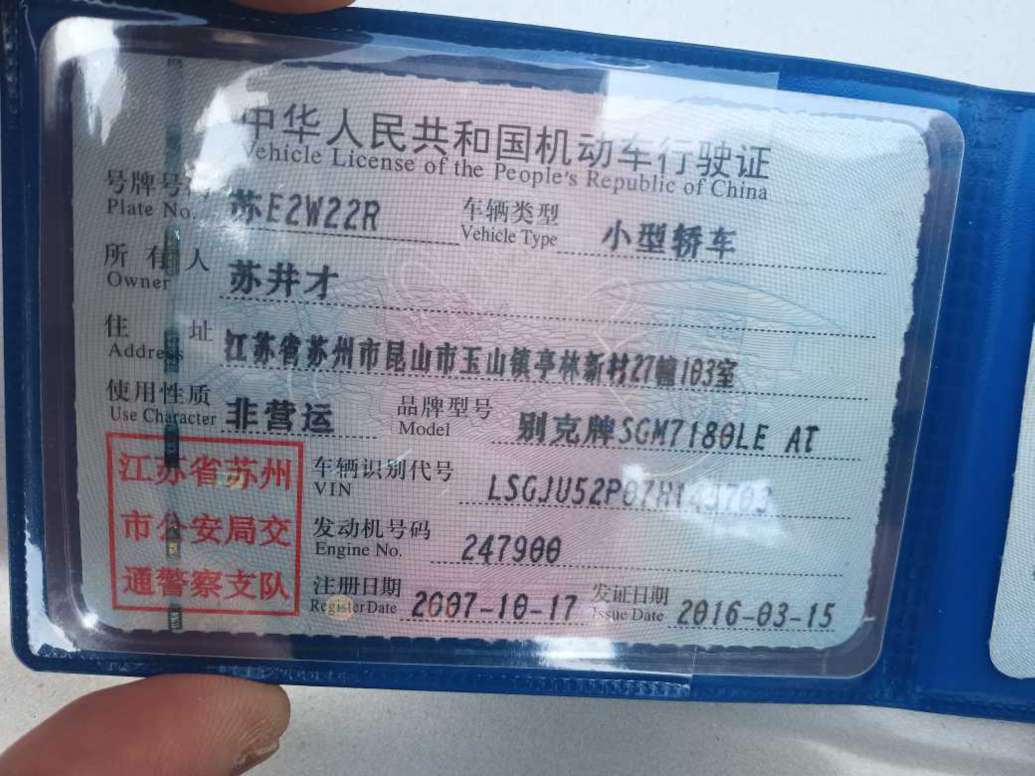 中华人民共和国机动车行驶证
Vehicle License of the People's Republic of China
号牌号 苏E2W22R 车辆类型 小型轿车
Plate No. Vehicle Type
所有人 苏井才
Owner
住址 江苏省苏州市昆山市玉山镇亭林新村27幢103室
Address
使用性质 非营运 品牌型号 别克牌SGM7180LE AT
Use Character Model
江苏省苏州
市公安局交
通警察支队
车辆识别代号
VIN
发动机号码 247900
Engine No.
注册日期 2007-10-17 发证日期 2016-03-15
Register Date Issue Date